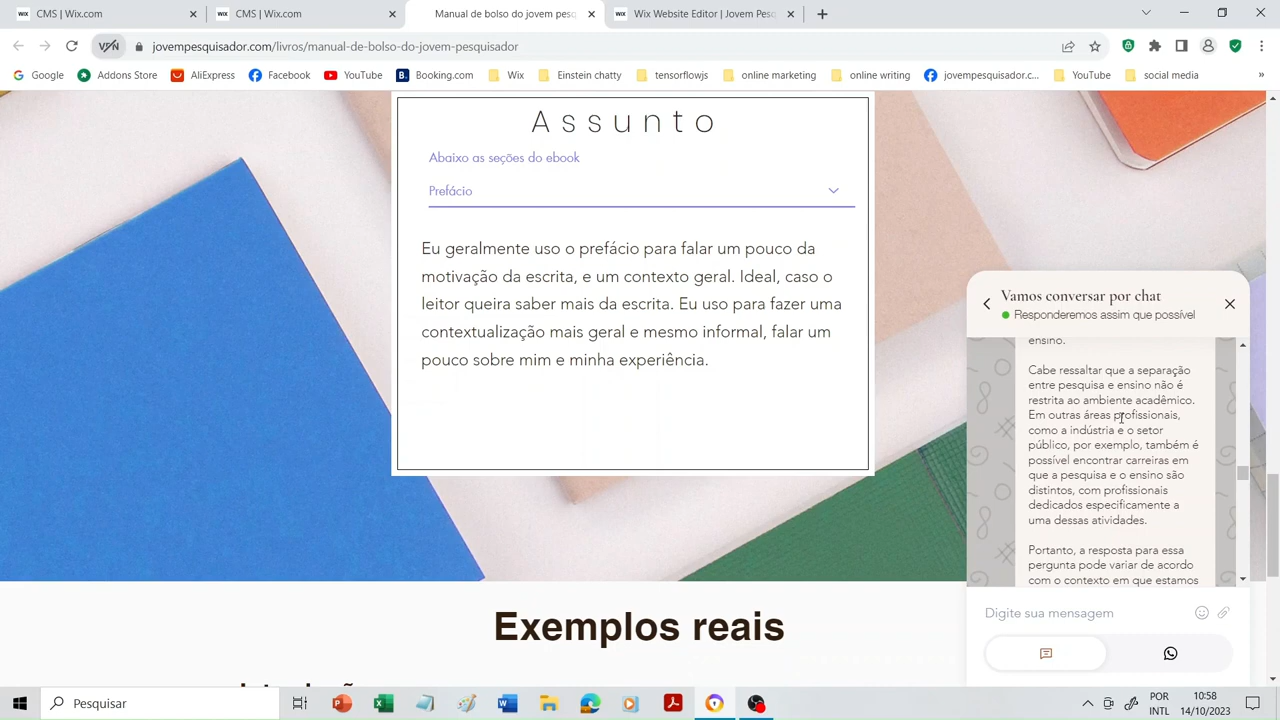 CMS | Wix.com
CMS | Wix.com
Manual de bolso do jovem pesq
Wix Website Editor | Jovem Pesq
VPN
jovempesquisador.com/livros/manual-de-bolso-do-jovem-pesquisador
Google
Addons Store
AliExpress
Facebook
YouTube
Booking.com
Wix
Einstein chatty
tensorflowjs
online marketing
online writing
jovempesquisador.c...
YouTube
social media
»
Assunto
Abaixo as seções do ebook
Prefácio
Eu geralmente uso o prefácio para falar um pouco da
motivação da escrita, e um contexto geral. Ideal, caso o
leitor queira saber mais da escrita. Eu uso para fazer uma
contextualização mais geral e mesmo informal, falar um
pouco sobre mim e minha experiência.
Exemplos reais
Vamos conversar por chat
Responderemos assim que possível
ensino.
Cabe ressaltar que a separação
entre pesquisa e ensino não é
restrita ao ambiente acadêmico.
Em outras áreas profissionais,
como a indústria e o setor
público, por exemplo, também é
possível encontrar carreiras em
que a pesquisa e o ensino são
distintos, com profissionais
dedicados especificamente a
uma dessas atividades.
Portanto, a resposta para essa
pergunta pode variar de acordo
com o contexto em que estamos
Digite sua mensagem
Pesquisar
POR
INTL
10:58
14/10/2023